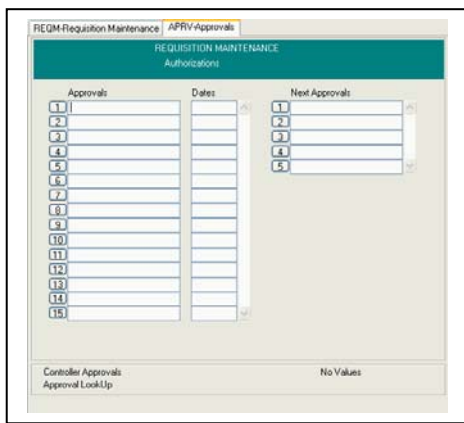 REQM-Requisition Maintenance APRV-Approvals
REQUISITION MAINTENANCE
Authorizations
Approvals Dates Next Approvals
1 1
2 2
3 3
4 4
5 5
6
7
8
9
10
11
12
13
14
15
Controller Approvals No Values
Approval LookUp